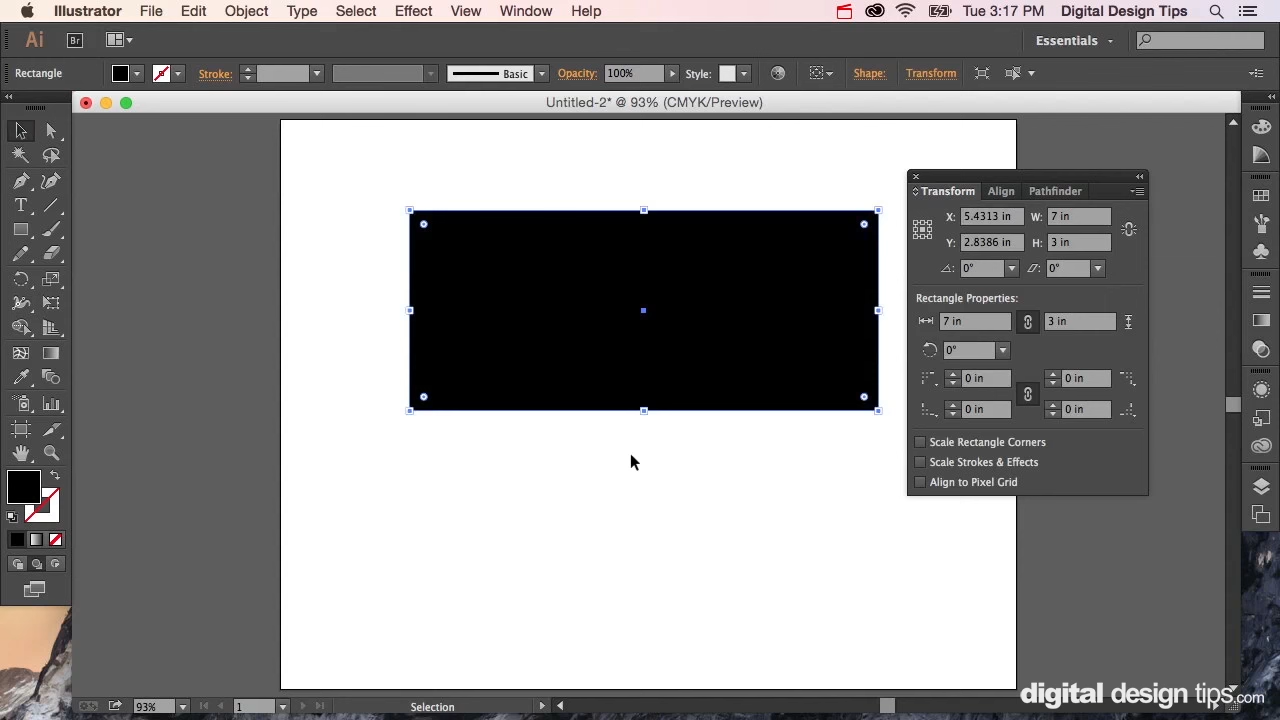 Illustrator File Edit Object Type Select Effect View Window Help Tue 3:17 PM Digital Design Tips
Ai Br Essentials
Rectangle Stroke: Basic Opacity: 100% Style: Shape: Transform
Untitled-2* @ 93% (CMYK/Preview)
Transform Align Pathfinder
X: 5.4313 in W: 7 in
Y: 2.8386 in H: 3 in
0° 0°
Rectangle Properties:
7 in 3 in
0°
0 in 0 in
0 in 0 in
Scale Rectangle Corners
Scale Strokes & Effects
Align to Pixel Grid
93% 1 Selection
digital design tips.com